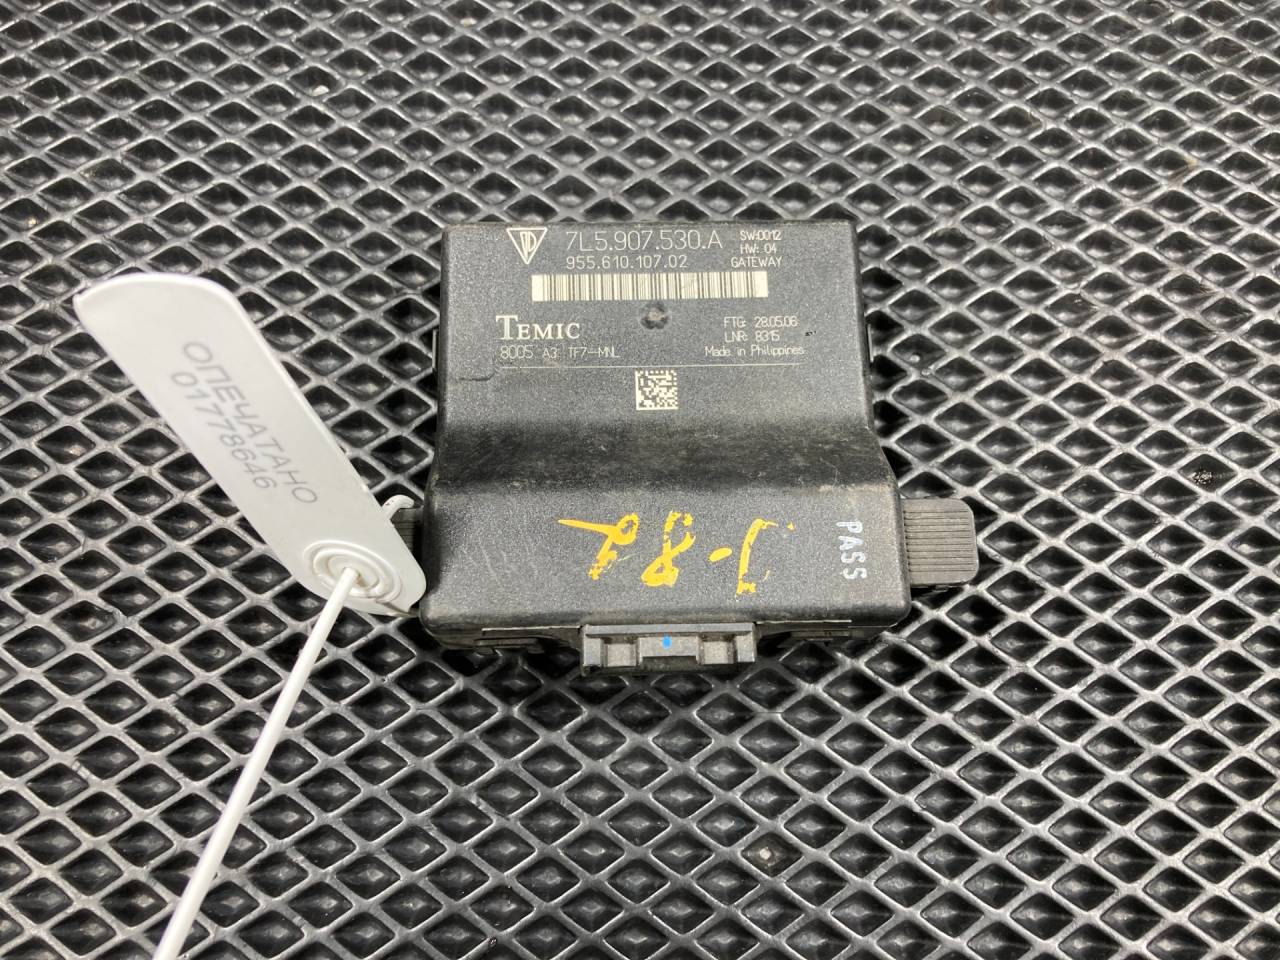 7L5.907.530.A
955.610.107.02
SW:0012
HW: 04
GATEWAY
TEMIC
8005 A3 TF7-MNL
FTG: 28.05.06
LNR: 8315
Made in Philippines
PASS
ОПЕЧАТАНО
01778646